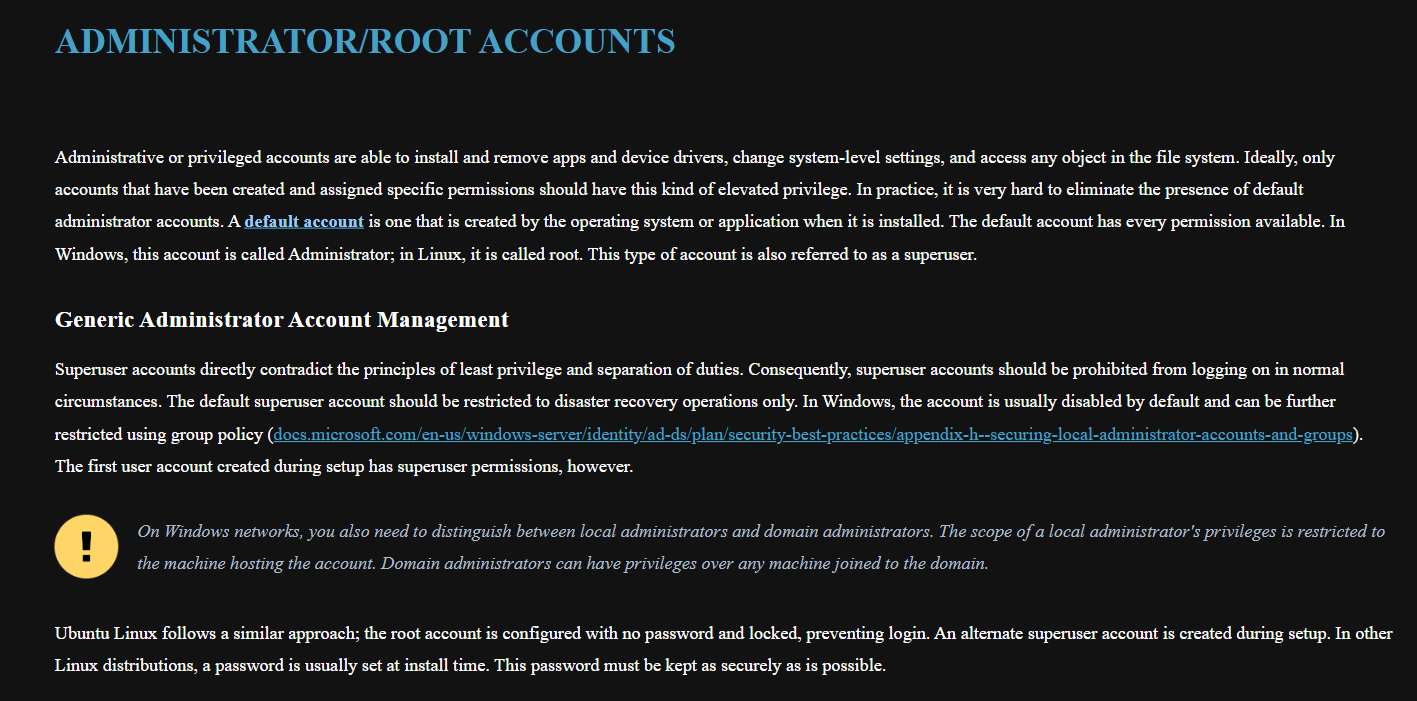 ADMINISTRATOR/ROOT ACCOUNTS
Administrative or privileged accounts are able to install and remove apps and device drivers, change system-level settings, and access any object in the file system. Ideally, only
accounts that have been created and assigned specific permissions should have this kind of elevated privilege. In practice, it is very hard to eliminate the presence of default
administrator accounts. A default account is one that is created by the operating system or application when it is installed. The default account has every permission available. In
Windows, this account is called Administrator; in Linux, it is called root. This type of account is also referred to as a superuser.
Generic Administrator Account Management
Superuser accounts directly contradict the principles of least privilege and separation of duties. Consequently, superuser accounts should be prohibited from logging on in normal
circumstances. The default superuser account should be restricted to disaster recovery operations only. In Windows, the account is usually disabled by default and can be further
restricted using group policy (docs.microsoft.com/en-us/windows-server/identity/ad-ds/plan/security-best-practices/appendix-h--securing-local-administrator-accounts-and-groups).
The first user account created during setup has superuser permissions, however.
On Windows networks, you also need to distinguish between local administrators and domain administrators. The scope of a local administrator's privileges is restricted to
the machine hosting the account. Domain administrators can have privileges over any machine joined to the domain.
Ubuntu Linux follows a similar approach; the root account is configured with no password and locked, preventing login. An alternate superuser account is created during setup. In other
Linux distributions, a password is usually set at install time. This password must be kept as securely as is possible.